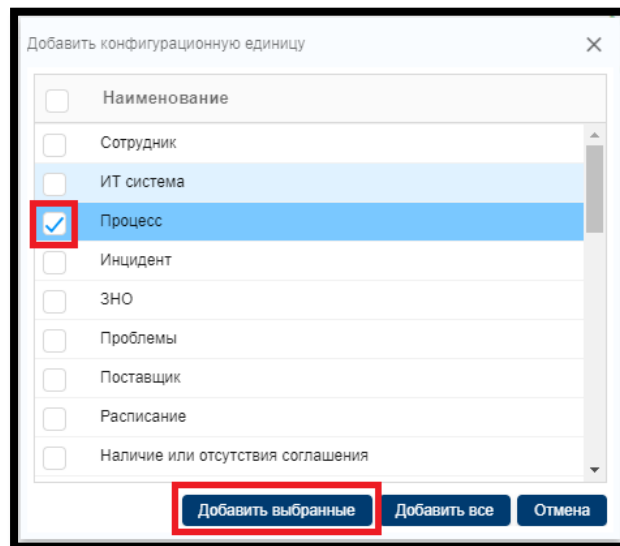 Добавить конфигурационную единицу
Наименование
Сотрудник
ИТ система
Процесс
Инцидент
ЗНО
Проблемы
Поставщик
Расписание
Наличие или отсутствия соглашения
Добавить выбранные Добавить все Отмена